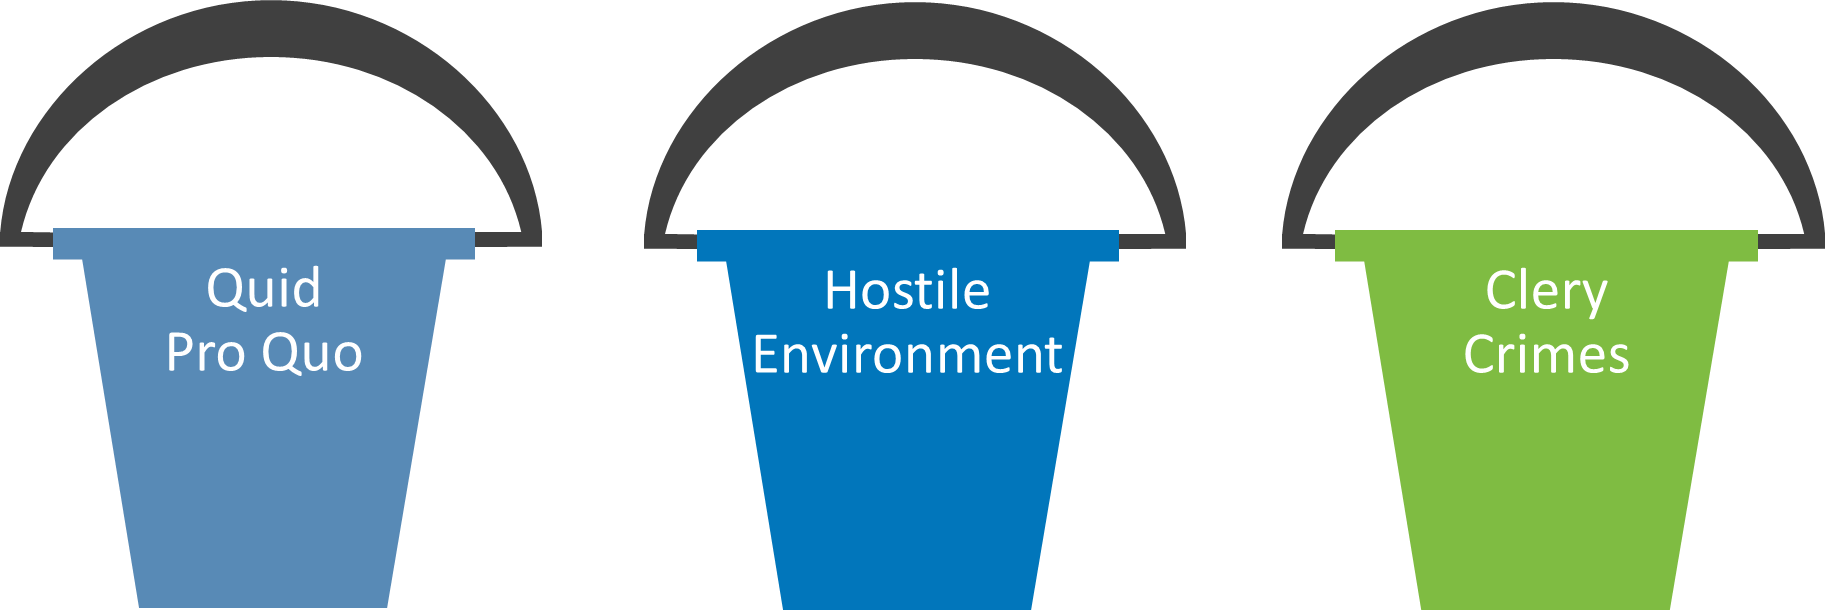 Quid
Pro Quo
Hostile
Environment
Clery
Crimes